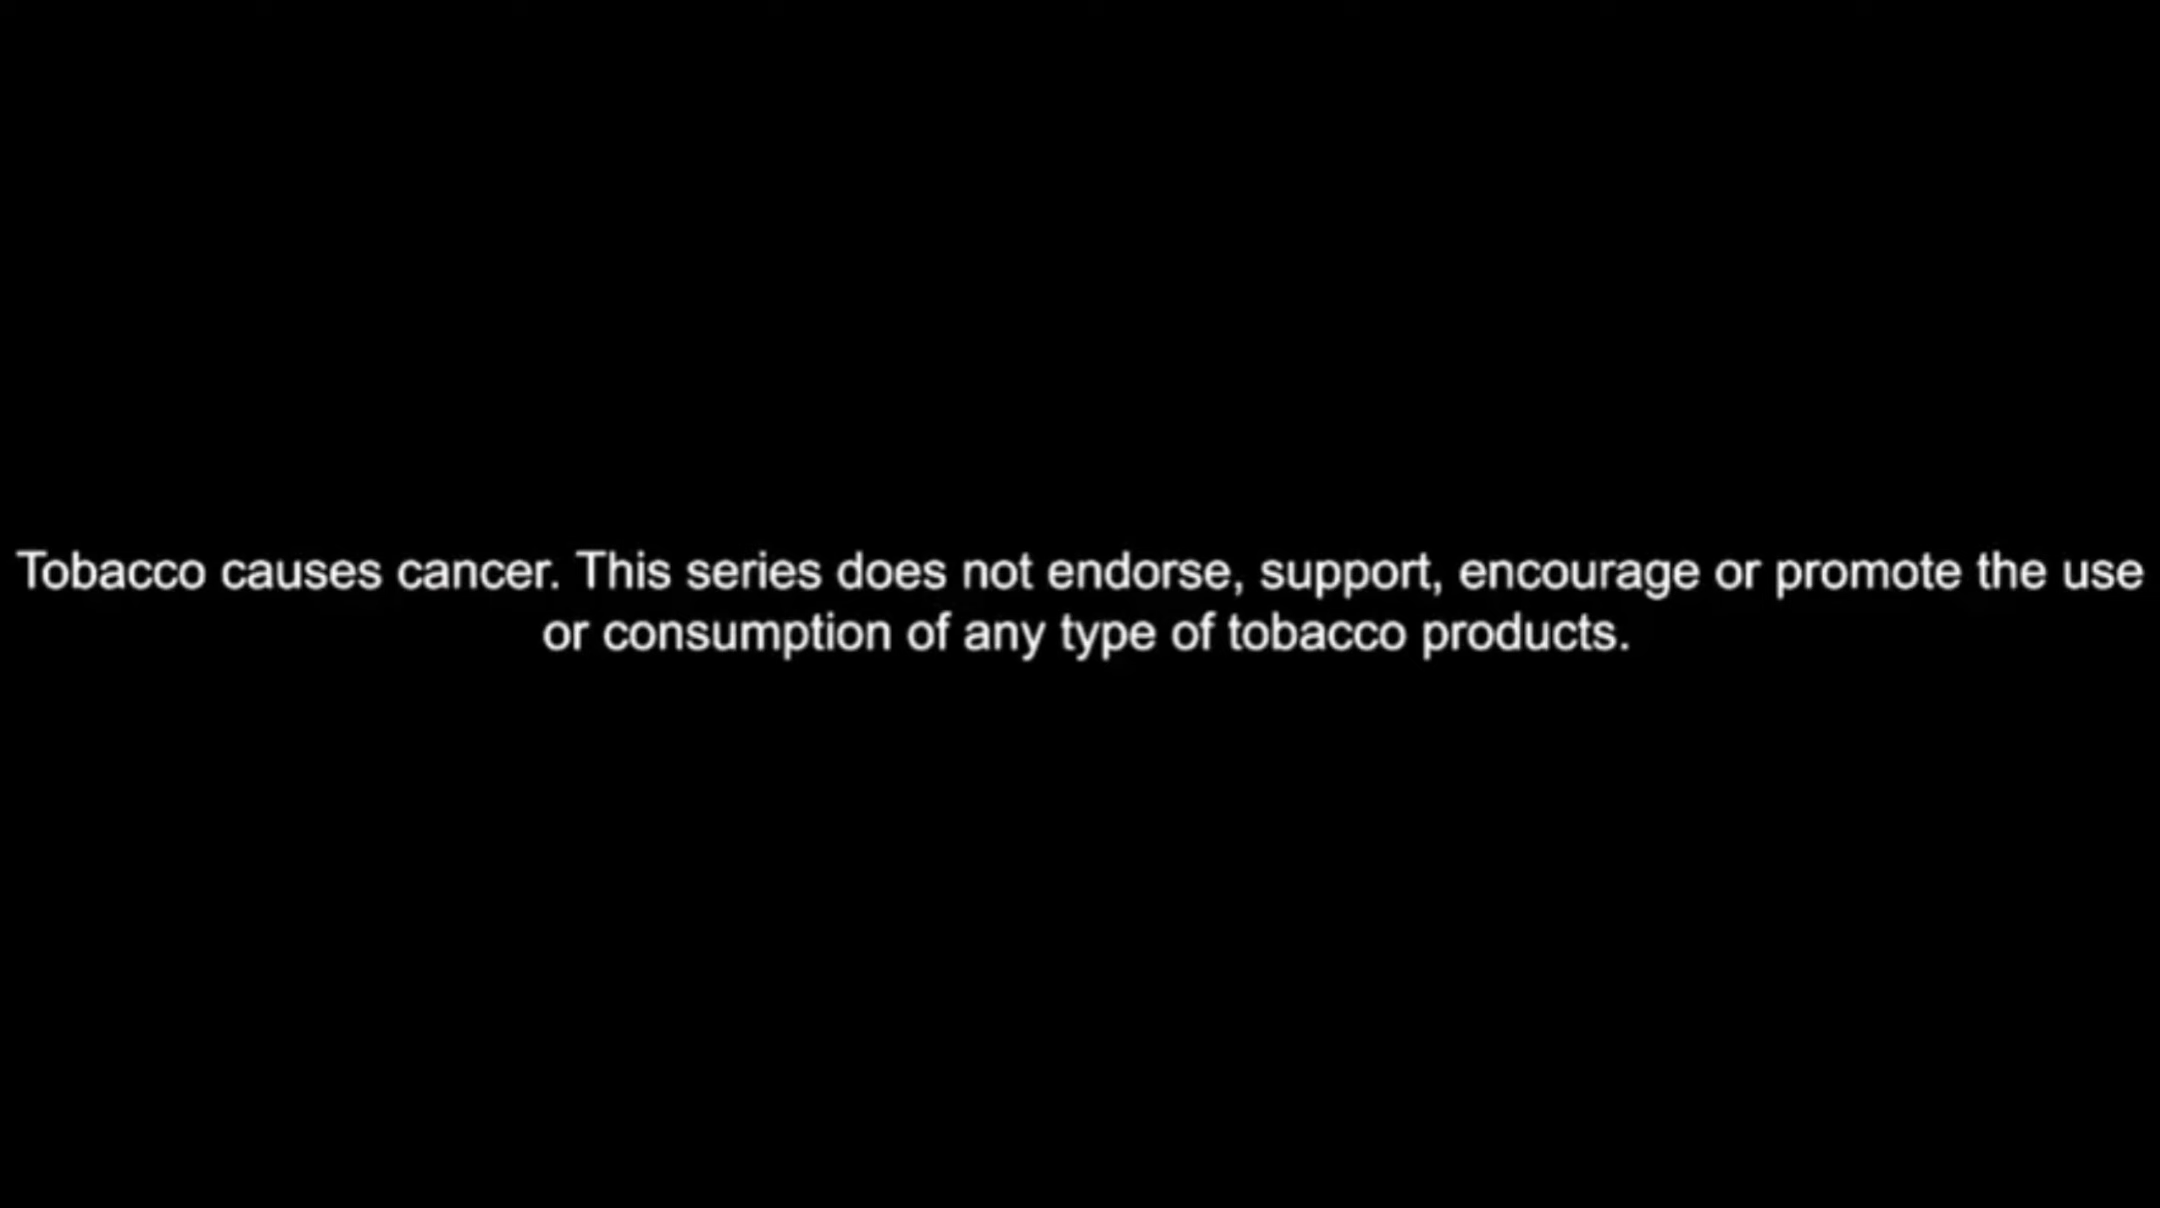 Tobacco causes cancer. This series does not endorse, support, encourage or promote the use
or consumption of any type of tobacco products.